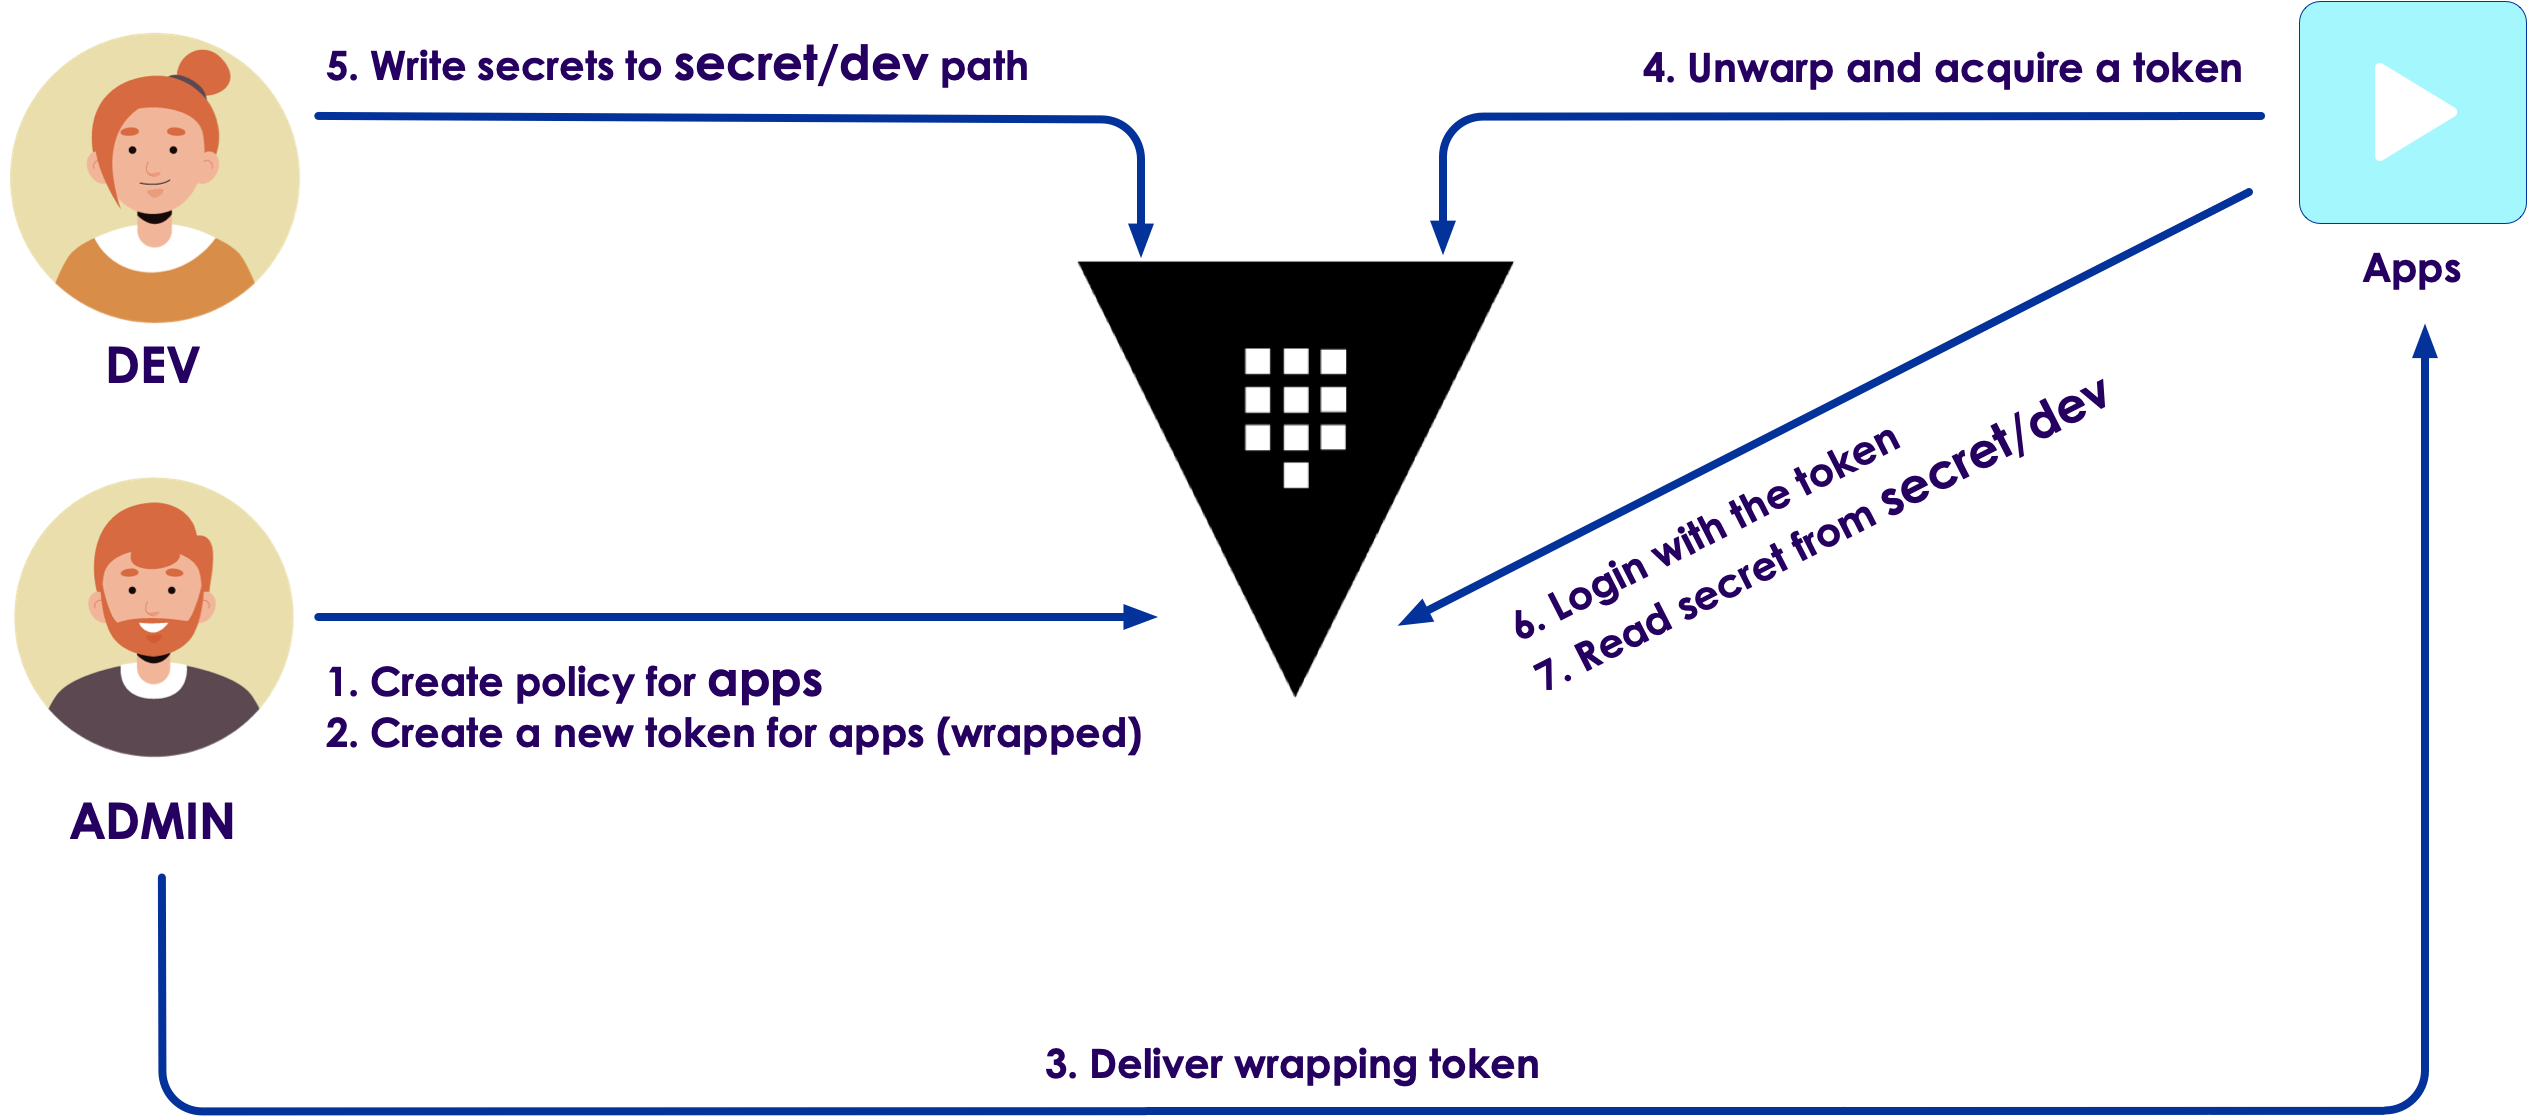 5. Write secrets to secret/dev path
4. Unwarp and acquire a token
Apps
DEV
6. Login with the token
7. Read secret from secret/dev
1. Create policy for apps
2. Create a new token for apps (wrapped)
ADMIN
3. Deliver wrapping token